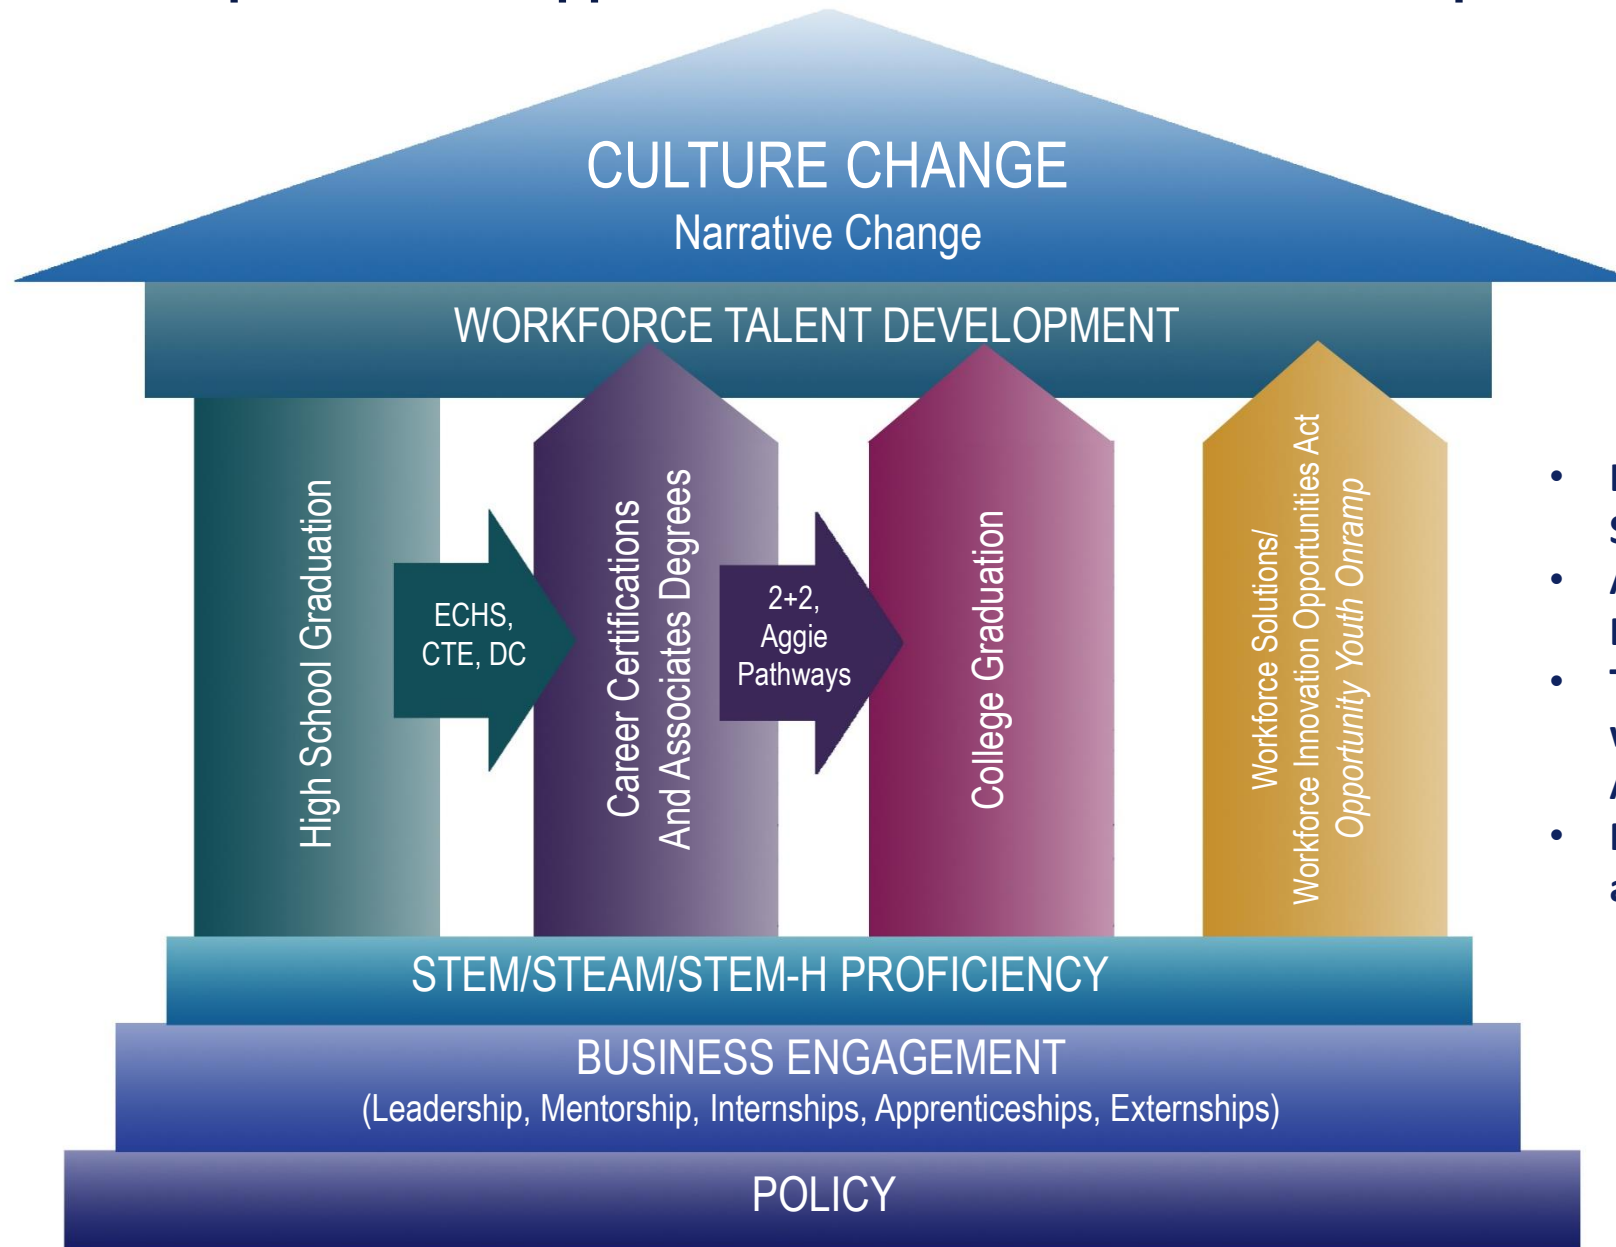 CULTURE CHANGE
Narrative Change
WORKFORCE TALENT DEVELOPMENT
High School Graduation
ECHS,
CTE, DC
Career Certifications
And Associates Degrees
2+2,
Aggie
Pathways
College Graduation
Workforce Solutions/
Workforce Innovation Opportunities Act
Opportunity Youth Onramp
STEM/STEAM/STEM-H PROFICIENCY
BUSINESS ENGAGEMENT
(Leadership, Mentorship, Internships, Apprenticeships, Externships)
POLICY